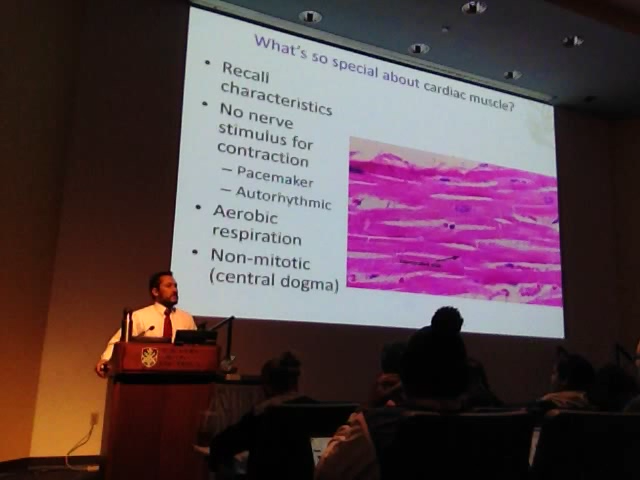 What's so special about cardiac muscle?
• Recall
characteristics
• No nerve
stimulus for
contraction
– Pacemaker
– Autorhythmic
• Aerobic
respiration
• Non-mitotic
(central dogma)